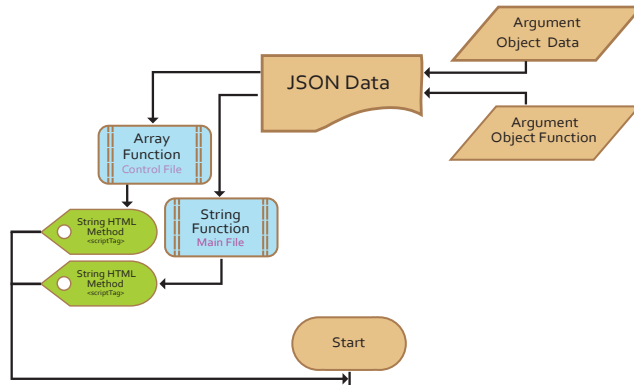 Argument
Object Data
JSON Data
Argument
Object Function
Array
Function
Control File
String
Function
Main File
String HTML
Method
<scriptTag>
String HTML
Method
<scriptTag>
Start